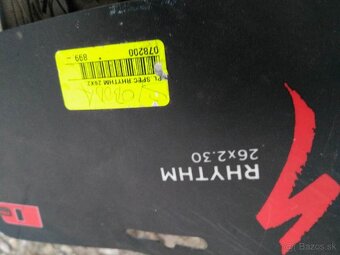 PL SPEC RHYTHM 26X2
078200
899
RHYTHM
26x2.30
© Bazos.sk